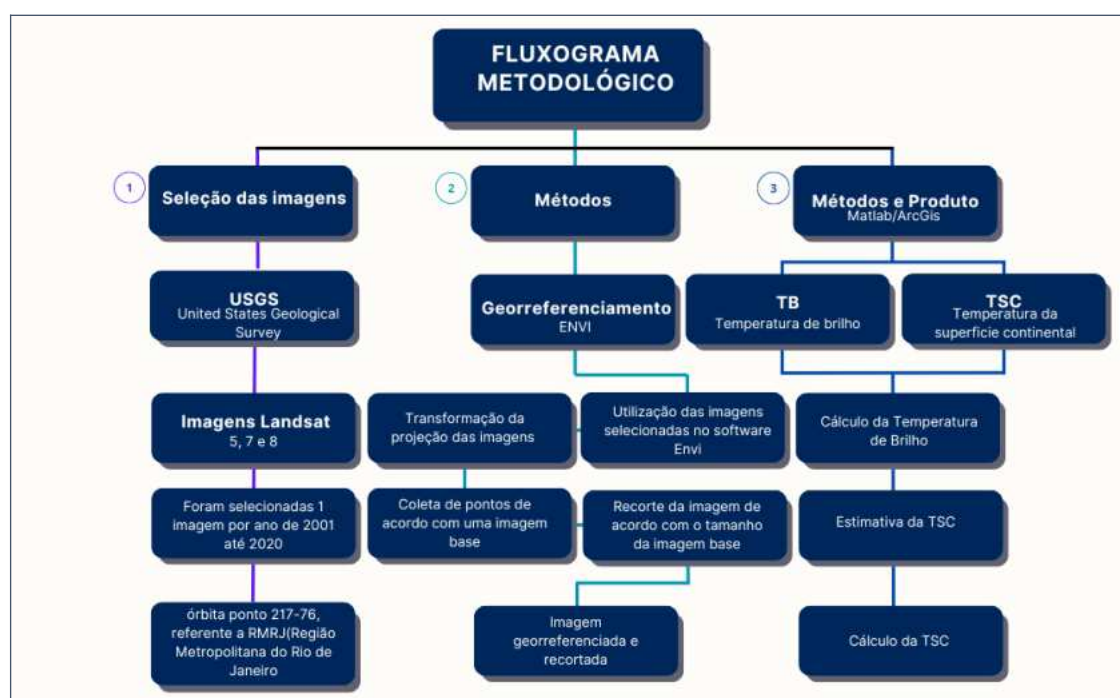 FLUXOGRAMA
METODOLÓGICO
1
Seleção das imagens
USGS
United States Geological
Survey
Imagens Landsat
5, 7 e 8
Foram selecionadas 1
imagem por ano de 2001
até 2020
órbita ponto 217-76,
referente a RMRJ(Região
Metropolitana do Rio de
Janeiro
2
Métodos
Georreferenciamento
ENVI
Utilização das imagens
selecionadas no software
Envi
Transformação da
projeção das imagens
Coleta de pontos de
acordo com uma imagem
base
Recorte da imagem de
acordo com o tamanho
da imagem base
Imagem
georreferenciada e
recortada
3
Métodos e Produto
Matlab/ArcGis
TB
Temperatura de brilho
TSC
Temperatura da
superficie continental
Cálculo da Temperatura
de Brilho
Estimativa da TSC
Cálculo da TSC